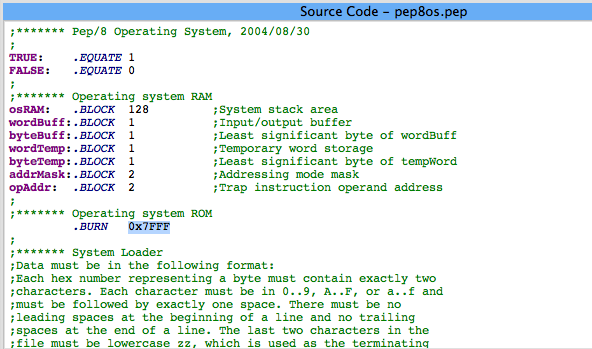 Source Code - pep8os.pep
;******* Pep/8 Operating System, 2004/08/30
;
TRUE:    .EQUATE 1
FALSE:   .EQUATE 0
;
;******* Operating system RAM
osRAM:   .BLOCK  128        ;System stack area
wordBuff:.BLOCK  1          ;Input/output buffer
byteBuff:.BLOCK  1          ;Least significant byte of wordBuff
wordTemp:.BLOCK  1          ;Temporary word storage
byteTemp:.BLOCK  1          ;Least significant byte of tempWord
addrMask:.BLOCK  2          ;Addressing mode mask
opAddr:  .BLOCK  2          ;Trap instruction operand address
;
;******* Operating system ROM
         .BURN   0x7FFF
;
;******* System Loader
;Data must be in the following format:
;Each hex number representing a byte must contain exactly two
;characters. Each character must be in 0..9, A..F, or a..f and
;must be followed by exactly one space. There must be no
;leading spaces at the beginning of a line and no trailing
;spaces at the end of a line. The last two characters in the
;file must be lowercase zz, which is used as the terminating